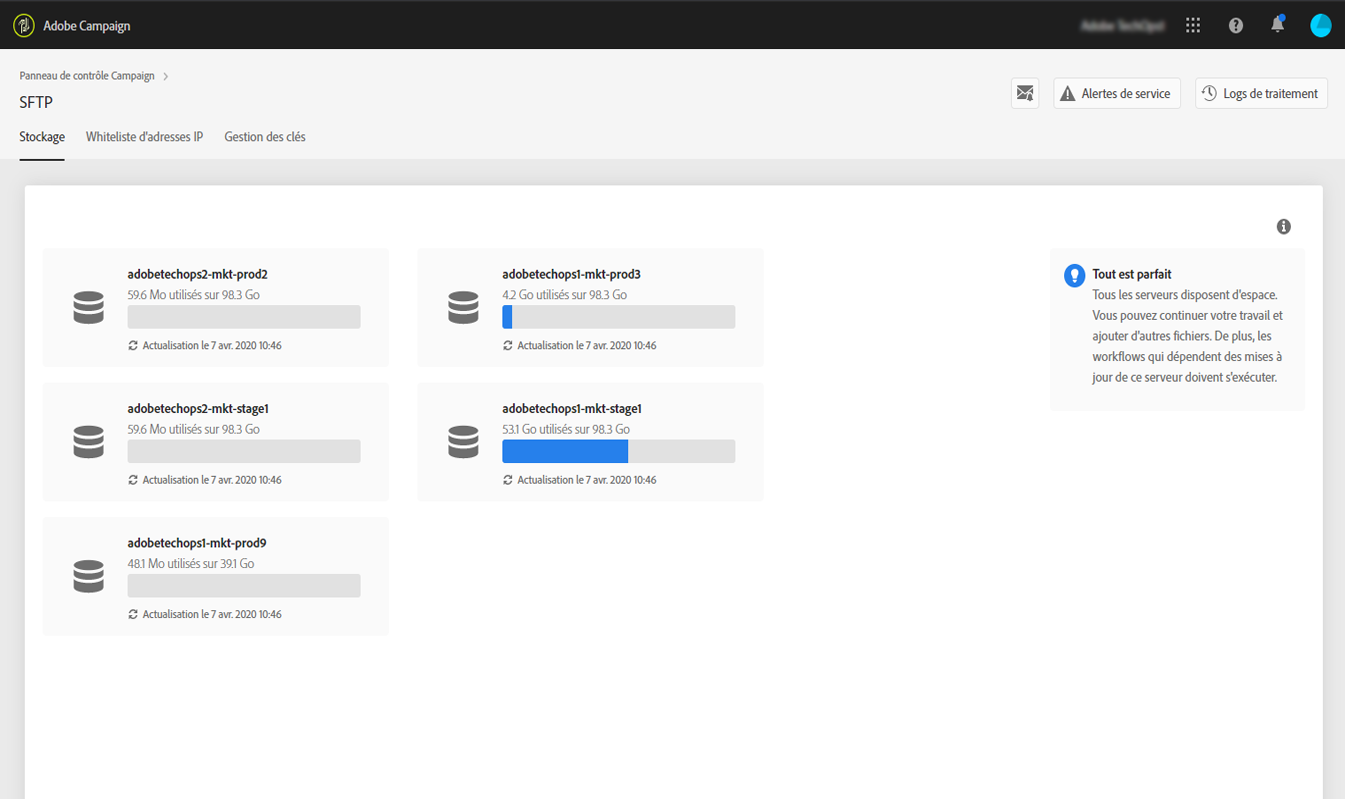 Adobe Campaign
Panneau de contrôle Campaign
SFTP
Alertes de service
Logs de traitement
Stockage
Whiteliste d'adresses IP
Gestion des clés
adobetechops2-mkt-prod2
59.6 Mo utilisés sur 98.3 Go
Actualisation le 7 avr. 2020 10:46
adobetechops1-mkt-prod3
4.2 Go utilisés sur 98.3 Go
Actualisation le 7 avr. 2020 10:46
Tout est parfait
Tous les serveurs disposent d'espace.
Vous pouvez continuer votre travail et
ajouter d'autres fichiers. De plus, les
workflows qui dépendent des mises à
jour de ce serveur doivent s'exécuter.
adobetechops2-mkt-stage1
59.6 Mo utilisés sur 98.3 Go
Actualisation le 7 avr. 2020 10:46
adobetechops1-mkt-stage1
53.1 Go utilisés sur 98.3 Go
Actualisation le 7 avr. 2020 10:46
adobetechops1-mkt-prod9
48.1 Mo utilisés sur 39.1 Go
Actualisation le 7 avr. 2020 10:46